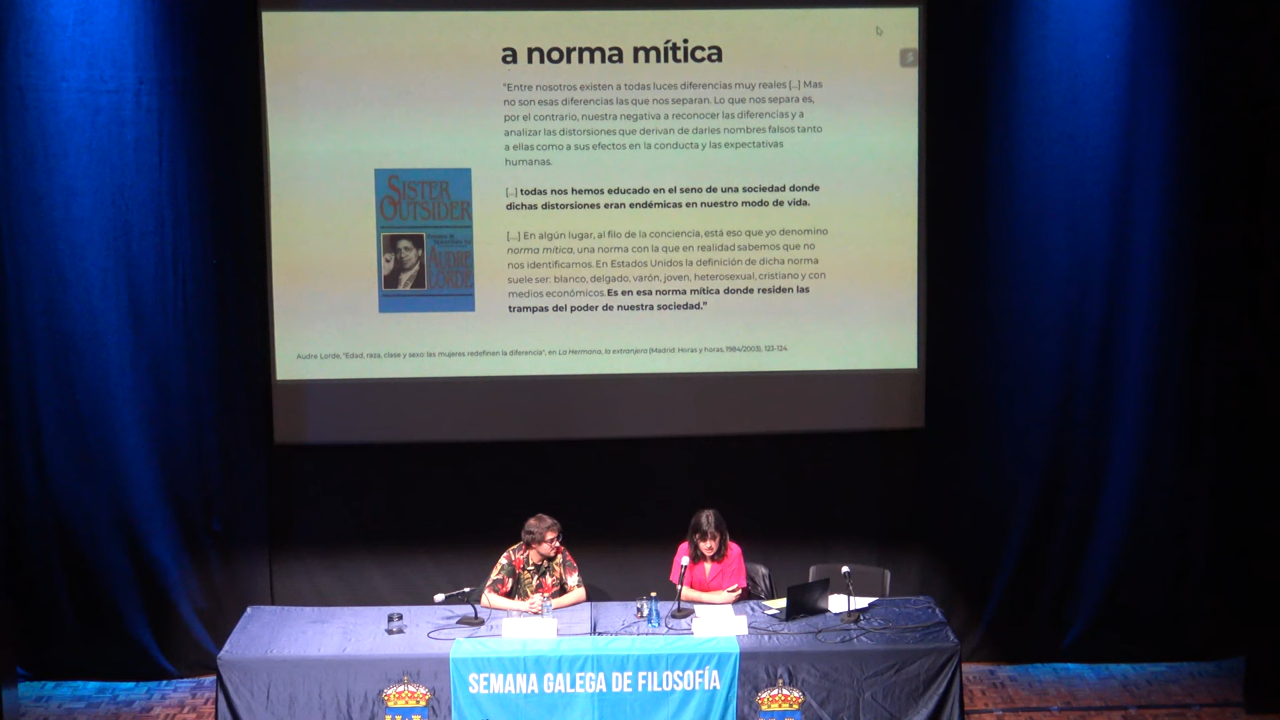 a norma mítica
“Entre nosotros existen a todas luces diferencias muy reales [...] Mas
no son esas diferencias las que nos separan. Lo que nos separa es,
por el contrario, nuestra negativa a reconocer las diferencias y a
analizar las distorsiones que derivan de darles nombres falsos tanto
a ellas como a sus efectos en la conducta y las expectativas
humanas.
[...] todas nos hemos educado en el seno de una sociedad donde
dichas distorsiones eran endémicas en nuestro modo de vida.
[...] En algún lugar, al filo de la conciencia, está eso que yo denomino
norma mítica, una norma con la que en realidad sabemos que no
nos identificamos. En Estados Unidos la definición de dicha norma
suele ser: blanco, delgado, varón, joven, heterosexual, cristiano y con
medios económicos. Es en esa norma mítica donde residen las
trampas del poder de nuestra sociedad.”
SISTER
OUTSIDER
AUDRE
LORDE
Audre Lorde, "Edad, raza, clase y sexo: las mujeres redefinen la diferencia", en La Hermana, la extranjera (Madrid: Horas y horas, 1984/2003), 123-124.
SEMANA GALEGA DE FILOSOFÍA